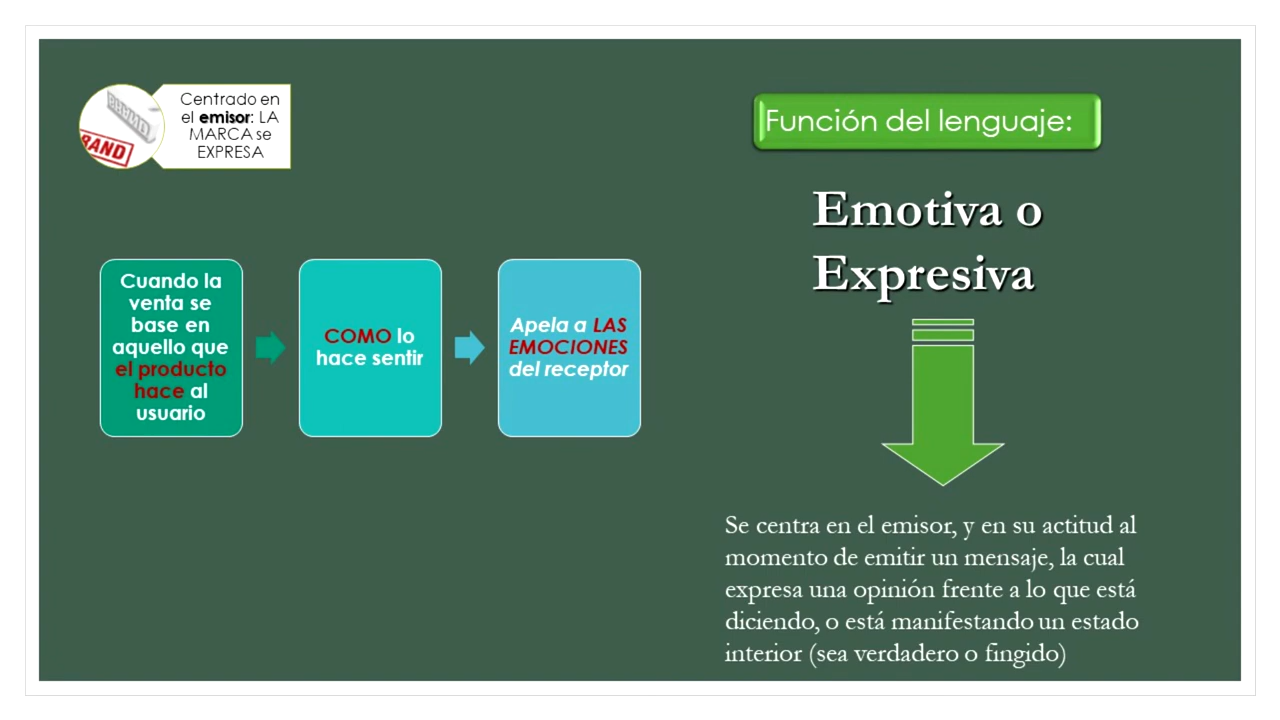 Centrado en
el emisor: LA
MARCA se
EXPRESA
BRAND
RAND
Cuando la
venta se
base en
aquello que
el producto
hace al
usuario
COMO lo
hace sentir
Apela a LAS
EMOCIONES
del receptor
Función del lenguaje:
Emotiva o
Expresiva
Se centra en el emisor, y en su actitud al
momento de emitir un mensaje, la cual
expresa una opinión frente a lo que está
diciendo, o está manifestando un estado
interior (sea verdadero o fingido)